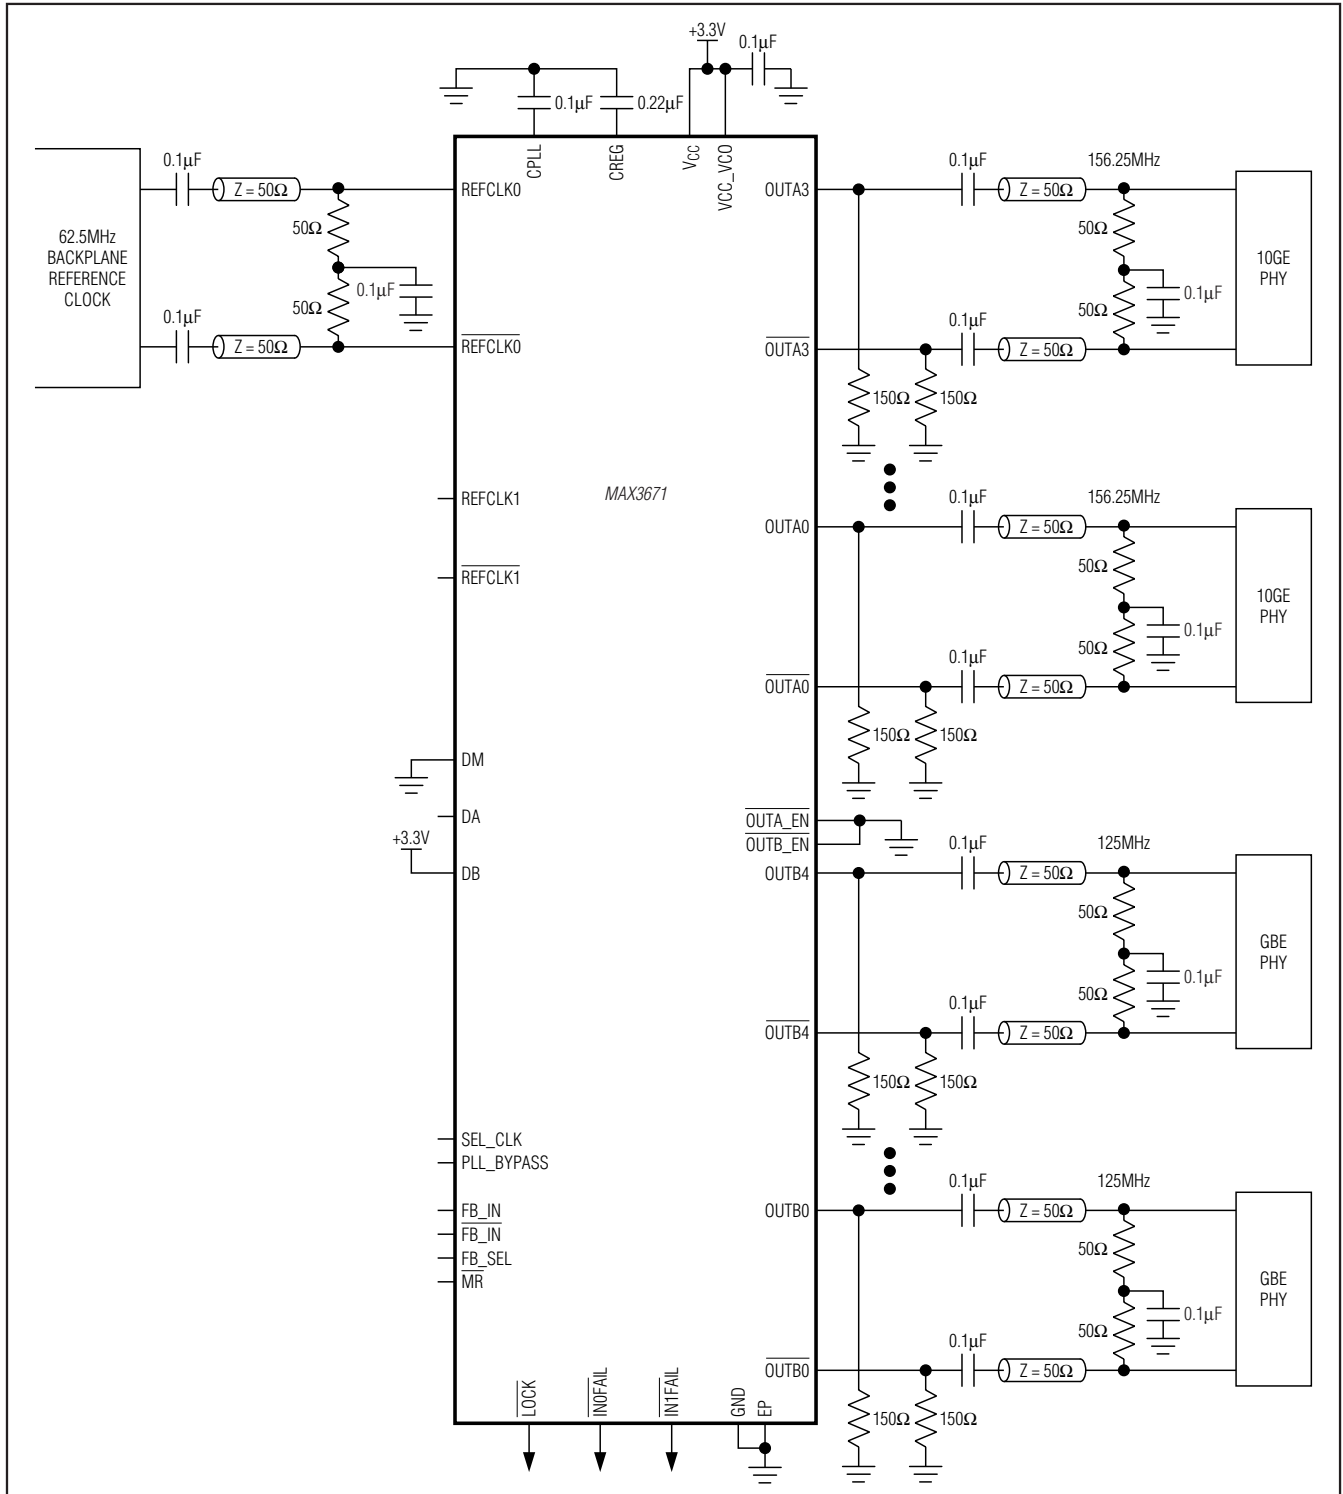 +3.3V
0.1µF
0.1µF
0.22µF
CPLL
CREG
VCC
VCC_VCO
62.5MHz
BACKPLANE
REFERENCE
CLOCK
0.1µF
Z = 50Ω
REFCLK0
50Ω
0.1µF
50Ω
0.1µF
Z = 50Ω
REFCLK0
REFCLK1
MAX3671
REFCLK1
DM
DA
+3.3V
DB
SEL_CLK
PLL_BYPASS
FB_IN
FB_IN
FB_SEL
MR
LOCK
IN0FAIL
IN1FAIL
GND
EP
OUTA3
0.1µF
Z = 50Ω
156.25MHz
50Ω
0.1µF
50Ω
10GE
PHY
OUTA3
0.1µF
Z = 50Ω
150Ω
150Ω
OUTA0
0.1µF
Z = 50Ω
156.25MHz
50Ω
0.1µF
50Ω
10GE
PHY
OUTA0
0.1µF
Z = 50Ω
150Ω
150Ω
OUTA_EN
OUTB_EN
OUTB4
0.1µF
Z = 50Ω
125MHz
50Ω
0.1µF
50Ω
GBE
PHY
OUTB4
0.1µF
Z = 50Ω
150Ω
150Ω
OUTB0
0.1µF
Z = 50Ω
125MHz
50Ω
0.1µF
50Ω
GBE
PHY
OUTB0
0.1µF
Z = 50Ω
150Ω
150Ω